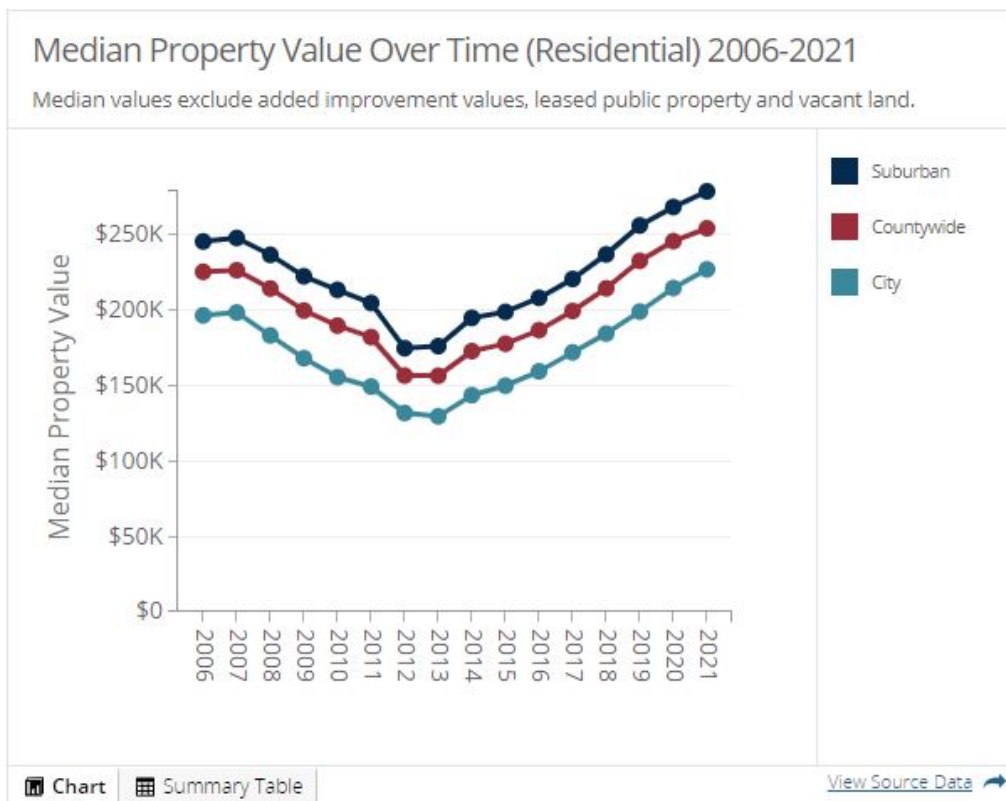 Median Property Value Over Time (Residential) 2006-2021
Median values exclude added improvement values, leased public property and vacant land.
Suburban
Countywide
City
Median Property Value
$250K
$200K
$150K
$100K
$50K
$0
2006
2007
2008
2009
2010
2011
2012
2013
2014
2015
2016
2017
2018
2019
2020
2021
Chart
Summary Table
View Source Data